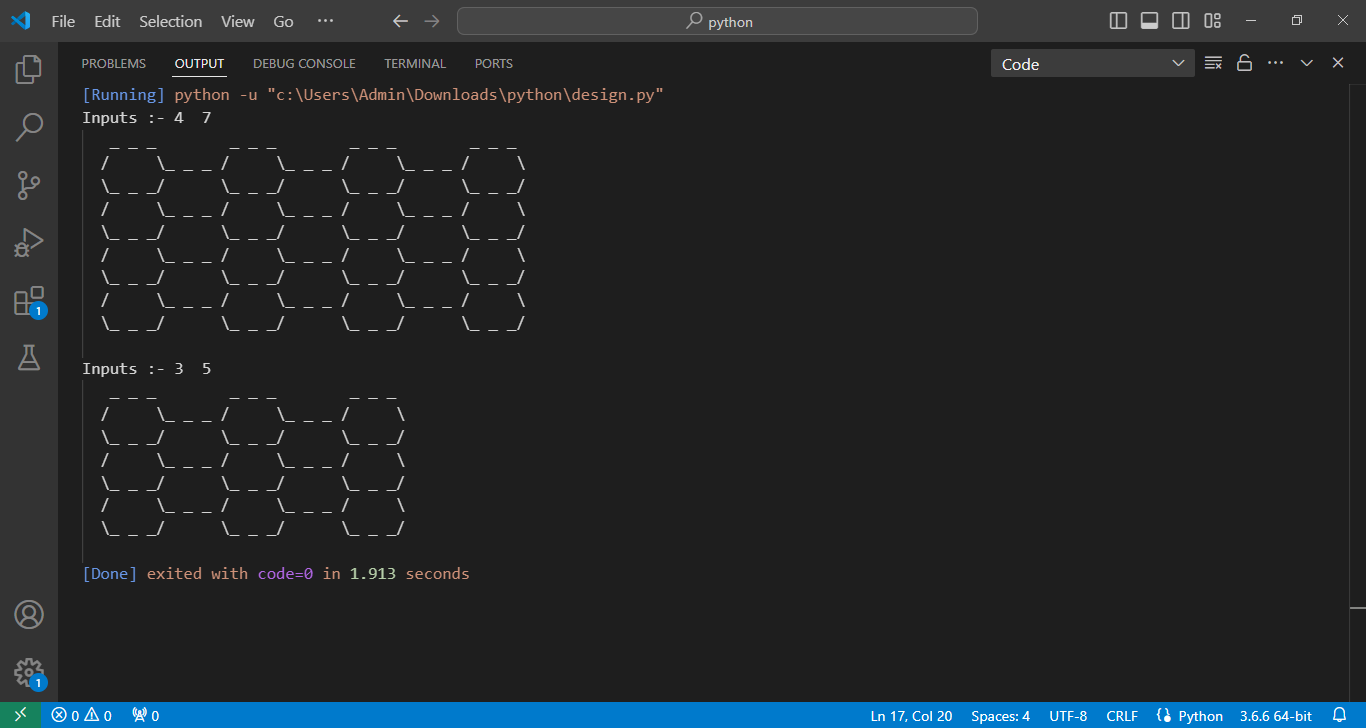 File Edit Selection View Go ··· python
PROBLEMS OUTPUT DEBUG CONSOLE TERMINAL PORTS Code
[Running] python -u "c:\Users\Admin\Downloads\python\design.py"
Inputs :- 4  7
   _ _ _        _ _ _        _ _ _        _ _ _
  /     \_ _ _ /     \_ _ _ /     \_ _ _ /     \
  \_ _ _/      \_ _ _/      \_ _ _/      \_ _ _/
  /     \_ _ _ /     \_ _ _ /     \_ _ _ /     \
  \_ _ _/      \_ _ _/      \_ _ _/      \_ _ _/
  /     \_ _ _ /     \_ _ _ /     \_ _ _ /     \
  \_ _ _/      \_ _ _/      \_ _ _/      \_ _ _/
  /     \_ _ _ /     \_ _ _ /     \_ _ _ /     \
  \_ _ _/      \_ _ _/      \_ _ _/      \_ _ _/
Inputs :- 3  5
   _ _ _        _ _ _        _ _ _
  /     \_ _ _ /     \_ _ _ /     \
  \_ _ _/      \_ _ _/      \_ _ _/
  /     \_ _ _ /     \_ _ _ /     \
  \_ _ _/      \_ _ _/      \_ _ _/
  /     \_ _ _ /     \_ _ _ /     \
  \_ _ _/      \_ _ _/      \_ _ _/
[Done] exited with code=0 in 1.913 seconds
1
1
0 0 0 Ln 17, Col 20 Spaces: 4 UTF-8 CRLF Python 3.6.6 64-bit